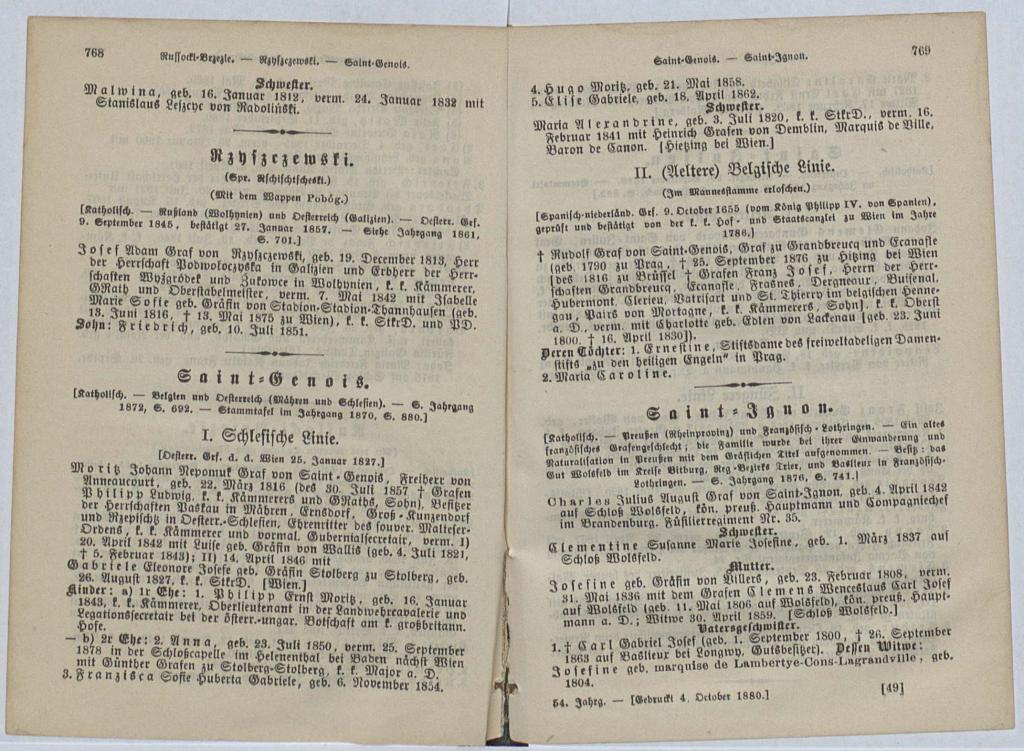 768
Russocki-Brzezie. — Rzyszczewski. — Saint-Genois.
Schwester.
Malwina, geb. 16. Januar 1812, verm. 24. Januar 1832 mit
Stanislaus Leszczyc von Radoliński.
Rzyszczewski.
(Spr. Rschischtscheski.)
(Mit dem Wappen Pobóg.)
[Katholisch. — Rußland (Wolhynien) und Oesterreich (Galizien). — Oesterr. Grf.
9. September 1845, bestätigt 27. Januar 1857. — Siehe Jahrgang 1861,
S. 701.]
Josef Adam Graf von Rzyszczewski, geb. 19. December 1813, Herr
der Herrschaft Podwoloczyska in Galizien und Erbherr der Herr-
schaften Wyzgródek und Zukowce in Wolhynien, k. k. Kämmerer,
GRath und Oberstabelmeister, verm. 7. Mai 1842 mit Isabelle
Marie Sofie geb. Gräfin von Stadion-Stadion-Thannhausen (geb.
13. Juni 1816, † 13. Mai 1875 zu Wien), k. k. StkrD. und PD.
Sohn: Friedrich, geb. 10. Juli 1851.
Saint-Genois.
[Katholisch. — Belgien und Oesterreich (Mähren und Schlesien). — S. Jahrgang
1872, S. 692. — Stammtafel im Jahrgang 1870, S. 880.]
I. Schlesische Linie.
[Oesterr. Grf. d. d. Wien 25. Januar 1827.]
Moritz Johann Nepomuk Graf von Saint-Genois, Freiherr von
Anneaucourt, geb. 22. März 1816 (des 30. Juli 1857 † Grafen
Philipp Ludwig, k. k. Kämmerers und GRaths, Sohn), Besitzer
der Herrschaften Paskau in Mähren, Ernsdorf, Groß-Kunzendorf
und Rzepischtz in Oesterr.-Schlesien, Ehrenritter des souver. Malteser-
Ordens, k. k. Kämmerer und vormal. Gubernialsecretair, verm. I)
20. April 1842 mit Luise geb. Gräfin von Wallis (geb. 4. Juli 1821,
† 5. Februar 1843); II) 14. April 1846 mit
Gabriele Eleonore Josefe geb. Gräfin Stolberg zu Stolberg, geb.
26. August 1827, k. k. StkrD. [Wien.]
Kinder: a) 1r Ehe: 1. Philipp Ernst Moritz, geb. 16. Januar
1843, k. k. Kämmerer, Oberlieutenant in der Landwehrcavalerie und
Legationssecretair bei der österr.-ungar. Botschaft am k. großbritann.
Hofe.
— b) 2r Ehe: 2. Anna, geb. 23. Juli 1850, verm. 25. September
1878 in der Schloßcapelle im Helenenthal bei Baden nächst Wien
mit Günther Grafen zu Stolberg-Stolberg, k. k. Major a. D.
3. Franzisca Sofie Huberta Gabriele, geb. 6. November 1854.
Saint-Genois. — Saint-Ignon.
769
4. Hugo Moritz, geb. 21. Mai 1858.
5. Elise Gabriele, geb. 18. April 1862.
Schwester.
Maria Alexandrine, geb. 3. Juli 1820, k. k. StkrD., verm. 16.
Februar 1841 mit Heinrich Grafen von Demblin, Marquis de Ville,
Baron de Canon. [Hietzing bei Wien.]
II. (Aeltere) Belgische Linie.
(Im Mannesstamme erloschen.)
[Spanisch-niederländ. Grf. 9. October 1655 (vom König Philipp IV. von Spanien),
geprüft und bestätigt von der k. k. Hof- und Staatscanzlei zu Wien im Jahre
1786.]
† Rudolf Graf von Saint-Genois, Graf zu Grandbreucq und Ecanaffe
(geb. 1790 zu Prag, † 25. September 1876 zu Hitzing bei Wien
[des 1816 zu Brüssel † Grafen Franz Josef, Herrn der Herr-
schaften Grandbreucq, Ecanaffe, Frasnes, Dergneaur, Buisenal,
Hubermont, Clerieu, Vatrisart und St. Thierry im belgischen Henne-
gau, Pairs von Mortagne, k. k. Kämmerers, Sohn], k. k. Oberst
a. D., verm. mit Charlotte geb. Edlen von Lackenau [geb. 23. Juni
1800, † 16. April 1830]).
Deren Töchter: 1. Ernestine, Stiftsdame des freiweltadeligen Damen-
stifts „zu den heiligen Engeln“ in Prag.
2. Maria Caroline.
Saint-Ignon.
[Katholisch. — Preußen (Rheinprovinz) und Französisch-Lothringen. — Ein altes
französisches Grafengeschlecht; die Familie wurde bei ihrer Einwanderung und
Naturalisation in Preußen mit dem Gräflichen Titel aufgenommen. — Besitz: das
Gut Wolsfeld im Kreise Bitburg, Reg.-Bezirks Trier, und Baslieur in Französisch-
Lothringen. — S. Jahrgang 1876, S. 741.]
Charles Julius August Graf von Saint-Ignon, geb. 4. April 1842
auf Schloß Wolsfeld, kön. preuß. Hauptmann und Compagniechef
im Brandenburg. Füsilierregiment Nr. 35.
Schwester.
Clementine Susanne Marie Josefine, geb. 1. März 1837 auf
Schloß Wolsfeld.
Mutter.
Josefine geb. Gräfin von Villers, geb. 23. Februar 1808, verm.
31. Mai 1836 mit dem Grafen Clemens Wenceslaus Carl Josef
auf Wolsfeld (geb. 11. Mai 1806 auf Wolsfeld), kön. preuß. Haupt-
mann a. D.; Witwe 30. April 1859. [Schloß Wolsfeld.]
Vatersgeschwister.
1. † Carl Gabriel Josef (geb. 1. September 1800, † 26. September
1863 auf Baslieur bei Longwy, Gutsbesitzer). Dessen Witwe:
Josefine geb. marquise de Lambertye-Cons-Lagrandville, geb.
1804.
54. Jahrg. — [Gedruckt 4. October 1880.]
[49]